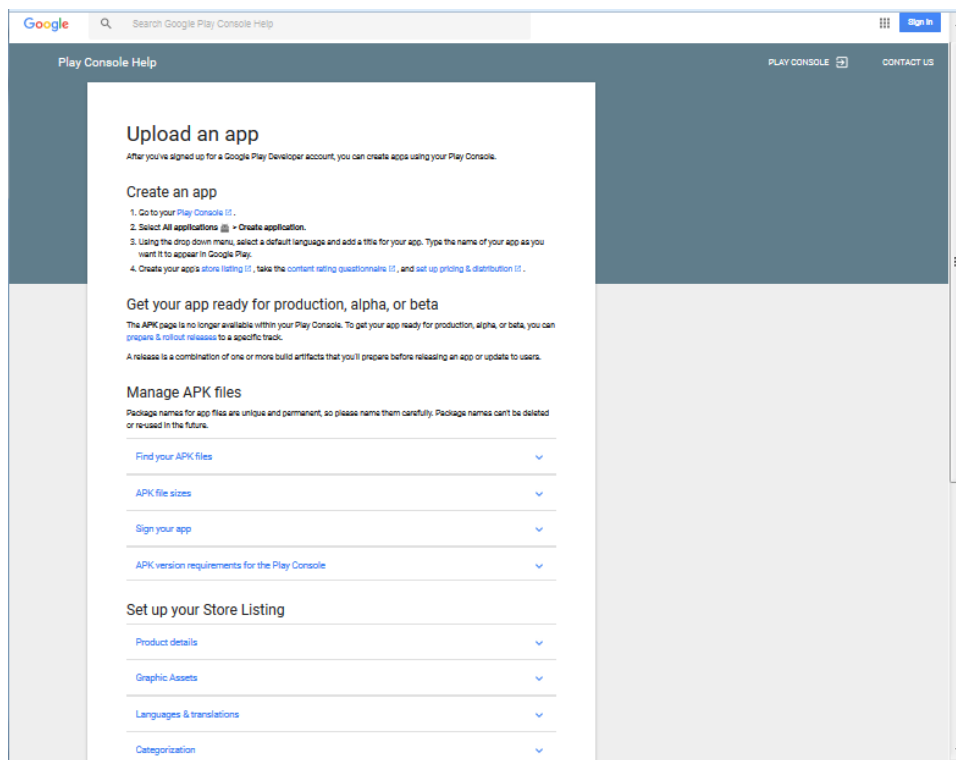 Google
Search Google Play Console Help
Sign in
Play Console Help
PLAY CONSOLE
CONTACT US
Upload an app
After you've signed up for a Google Play Developer account, you can create apps using your Play Console.
Create an app
1. Go to your Play Console .
2. Select All applications > Create application.
3. Using the drop down menu, select a default language and add a title for your app. Type the name of your app as you
want it to appear in Google Play.
4. Create your app's store listing , take the content rating questionnaire , and set up pricing & distribution .
Get your app ready for production, alpha, or beta
The APK page is no longer available within your Play Console. To get your app ready for production, alpha, or beta, you can
prepare & rollout releases to a specific track.
A release is a combination of one or more build artifacts that you'll prepare before releasing an app or update to users.
Manage APK files
Package names for app files are unique and permanent, so please name them carefully. Package names can't be deleted
or re-used in the future.
Find your APK files
APK file sizes
Sign your app
APK version requirements for the Play Console
Set up your Store Listing
Product details
Graphic Assets
Languages & translations
Categorization